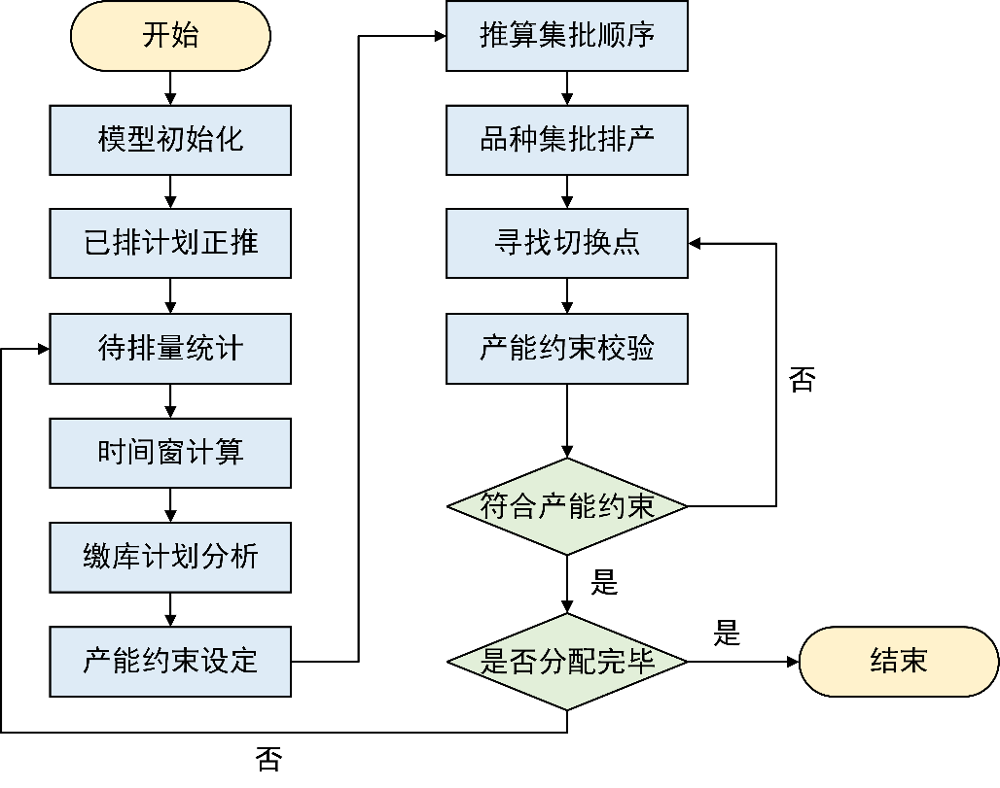 开始
模型初始化
已排计划正推
待排量统计
时间窗计算
缴库计划分析
产能约束设定
推算集批顺序
品种集批排产
寻找切换点
产能约束校验
符合产能约束
否
是
是否分配完毕
是
结束
否